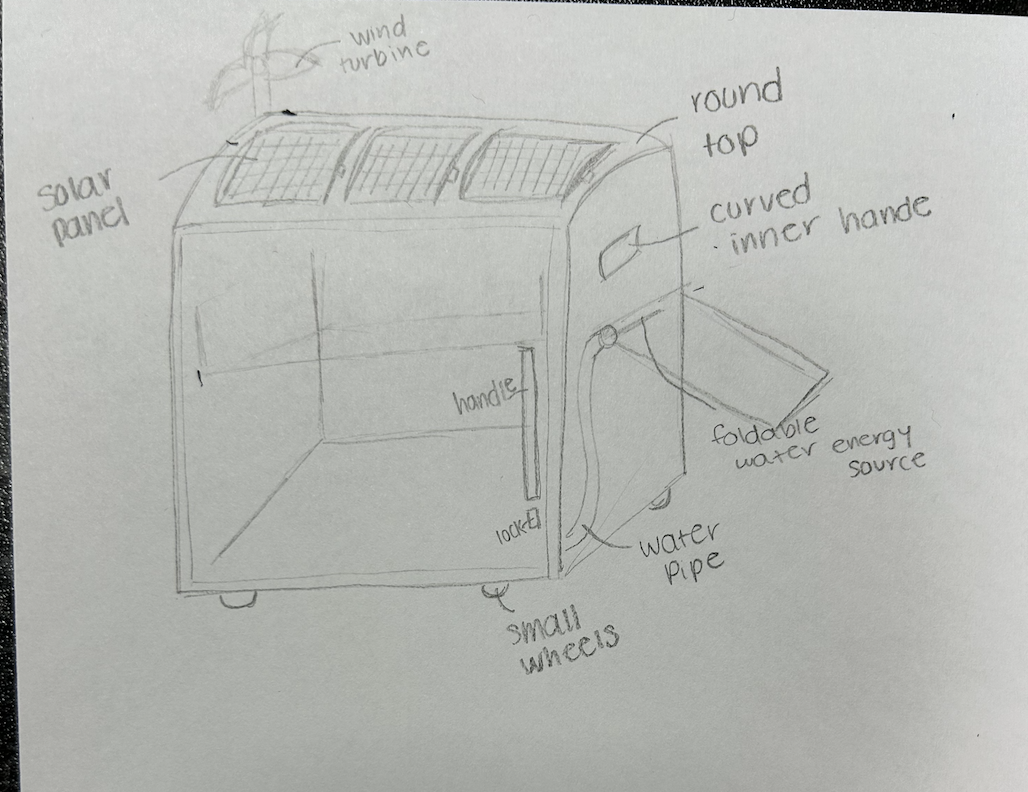 wind
turbine
round
top
solar
panel
curved
inner hande
handle
foldable
water energy
source
lock
water
pipe
small
wheels